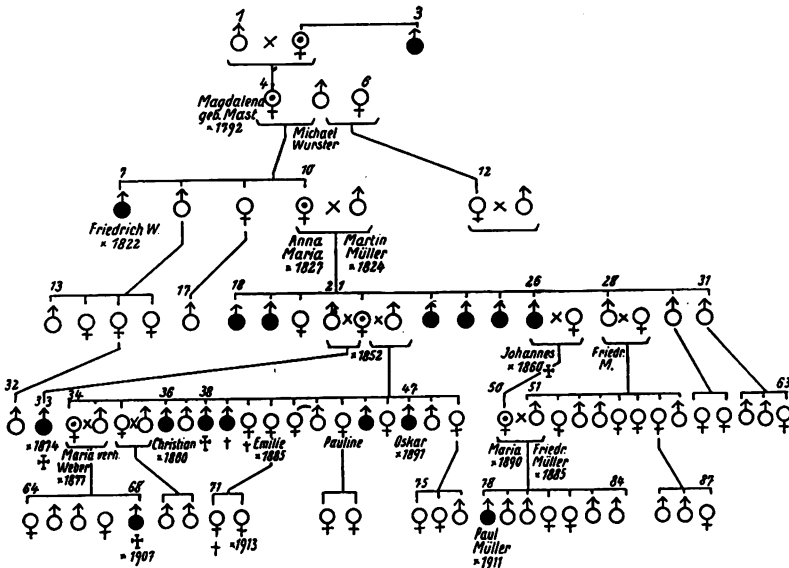 1 3
4 6
Magdalena
geb. Mast
*1792
Michael
Wurster
7 10 12
Friedrich W.
*1822
Anna
Maria
*1827
Martin
Müller
*1824
13 17 18 21 26 28 31
*1852
Johannes
*1860
Friedr.
M.
32 33 34 36 38 47 50 51 63
*1874
Maria verh.
Weber
*1877
Christian
*1880
Emilie
*1885
Pauline
Oskar
*1897
Maria
*1890
Friedr.
Müller
*1885
64 68 71 75 78 84 87
*1907
*1913
Paul
Müller
*1911